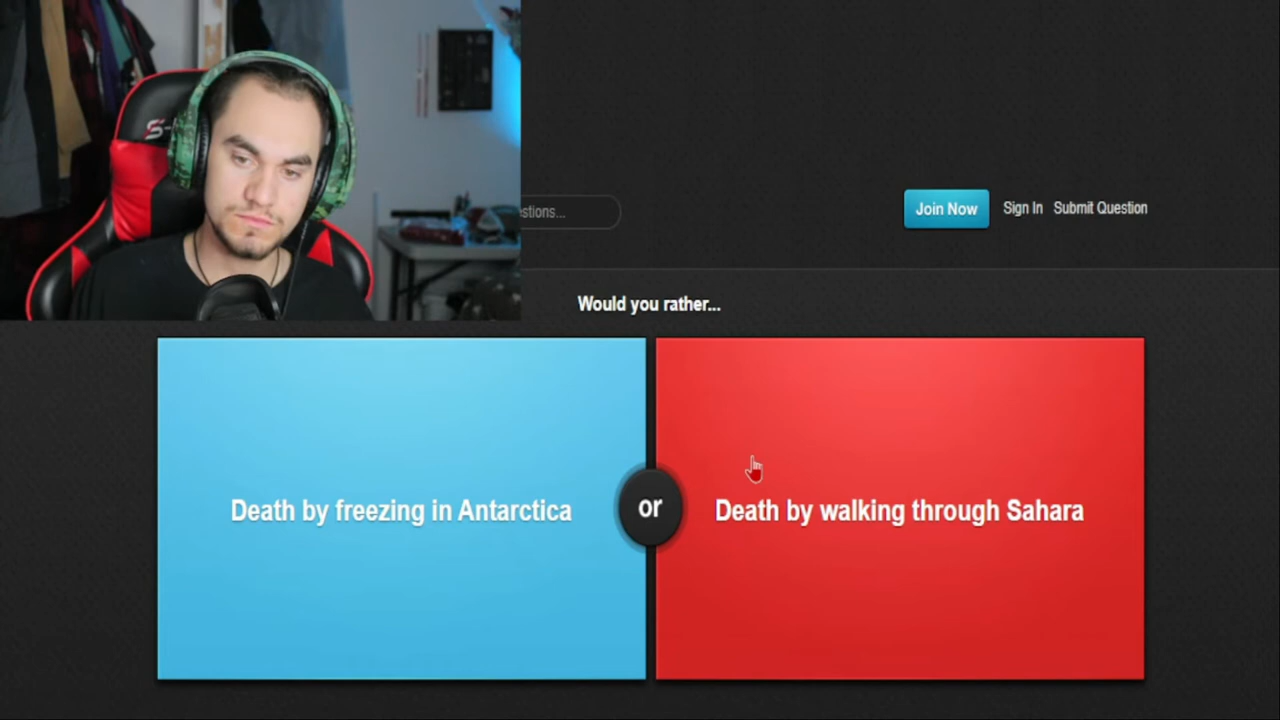 stions...
Join Now
Sign In
Submit Question
Would you rather...
Death by freezing in Antarctica
or
Death by walking through Sahara